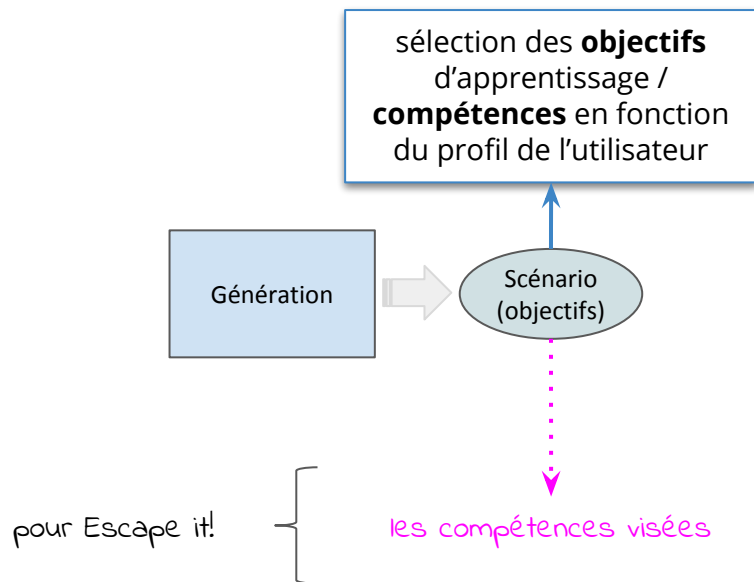 sélection des objectifs
d’apprentissage /
compétences en fonction
du profil de l’utilisateur
Génération
Scénario
(objectifs)
pour Escape it!
les compétences visées